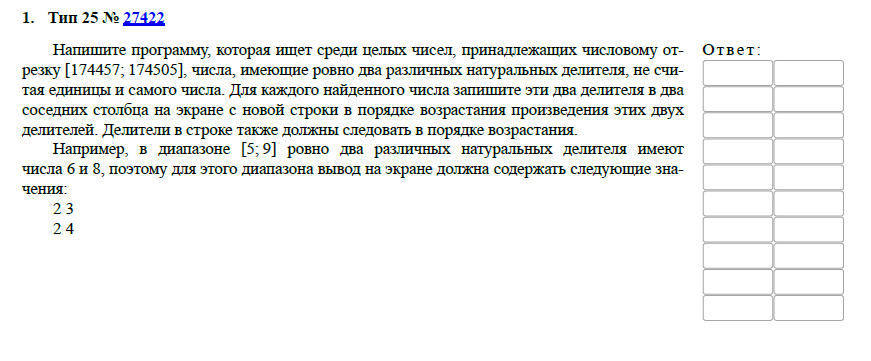 1. Тип 25 № 27422
Напишите программу, которая ищет среди целых чисел, принадлежащих числовому от-
резку [174457; 174505], числа, имеющие ровно два различных натуральных делителя, не счи-
тая единицы и самого числа. Для каждого найденного числа запишите эти два делителя в два
соседних столбца на экране с новой строки в порядке возрастания произведения этих двух
делителей. Делители в строке также должны следовать в порядке возрастания.
Например, в диапазоне [5; 9] ровно два различных натуральных делителя имеют
числа 6 и 8, поэтому для этого диапазона вывод на экране должна содержать следующие зна-
чения:
2 3
2 4
Ответ: